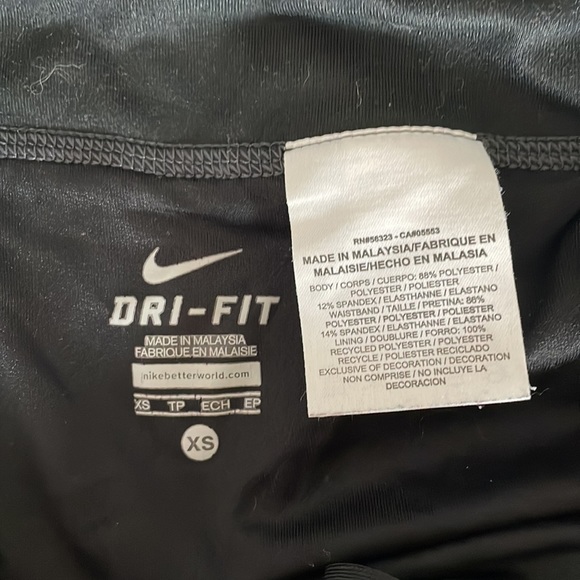 DRI-FIT
MADE IN MALAYSIA
FABRIQUE EN MALAISIE
nikebetterworld.com
XS TP ECH EP
XS
RN#56323 - CA#05553
MADE IN MALAYSIA/FABRIQUE EN
MALAISIE/HECHO EN MALASIA
BODY / CORPS / CUERPO: 88% POLYESTER /
POLYESTER / POLIESTER
12% SPANDEX / ELASTHANNE / ELASTANO
WAISTBAND / TAILLE / PRETINA: 86%
POLYESTER / POLYESTER / POLIESTER
14% SPANDEX / ELASTHANNE / ELASTANO
LINING / DOUBLURE / FORRO: 100%
RECYCLED POLYESTER / POLYESTER
RECYCLE / POLIESTER RECICLADO
EXCLUSIVE OF DECORATION / DECORATION
NON COMPRISE / NO INCLUYE LA
DECORACION